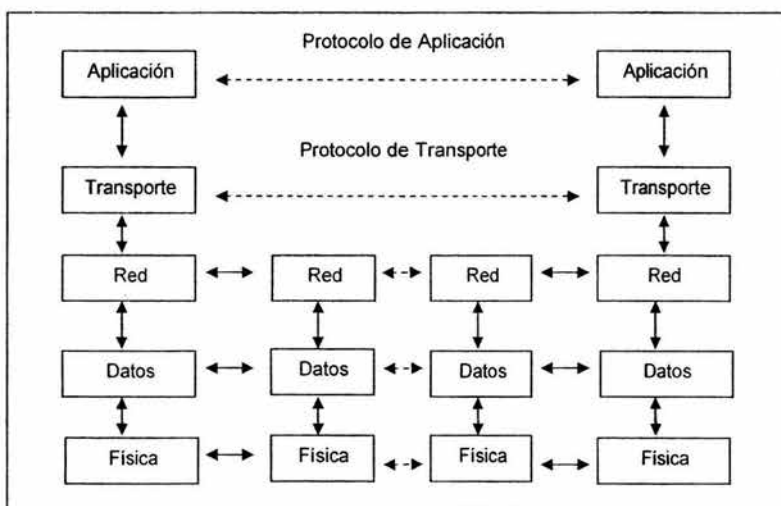 Protocolo de Aplicación
Aplicación Aplicación
Protocolo de Transporte
Transporte Transporte
Red Red Red Red
Datos Datos Datos Datos
Física Física Física Física